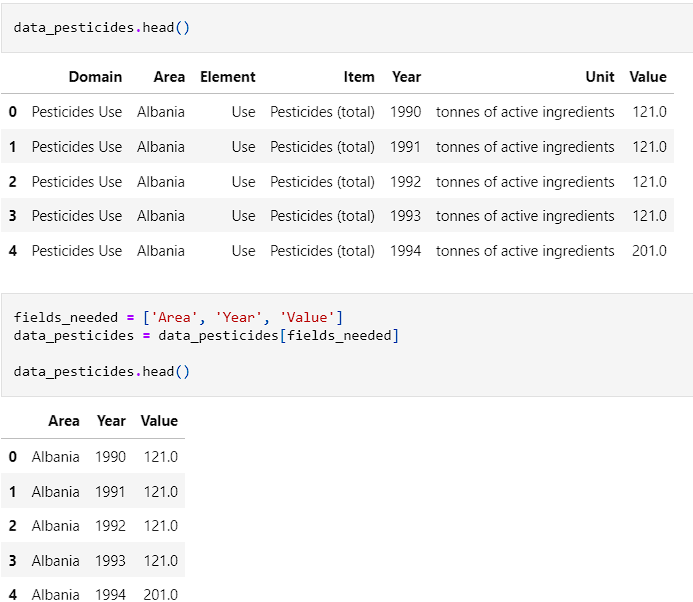 data_pesticides.head()
Domain Area Element Item Year Unit Value
0 Pesticides Use Albania Use Pesticides (total) 1990 tonnes of active ingredients 121.0
1 Pesticides Use Albania Use Pesticides (total) 1991 tonnes of active ingredients 121.0
2 Pesticides Use Albania Use Pesticides (total) 1992 tonnes of active ingredients 121.0
3 Pesticides Use Albania Use Pesticides (total) 1993 tonnes of active ingredients 121.0
4 Pesticides Use Albania Use Pesticides (total) 1994 tonnes of active ingredients 201.0
fields_needed = ['Area', 'Year', 'Value']
data_pesticides = data_pesticides[fields_needed]
data_pesticides.head()
Area Year Value
0 Albania 1990 121.0
1 Albania 1991 121.0
2 Albania 1992 121.0
3 Albania 1993 121.0
4 Albania 1994 201.0